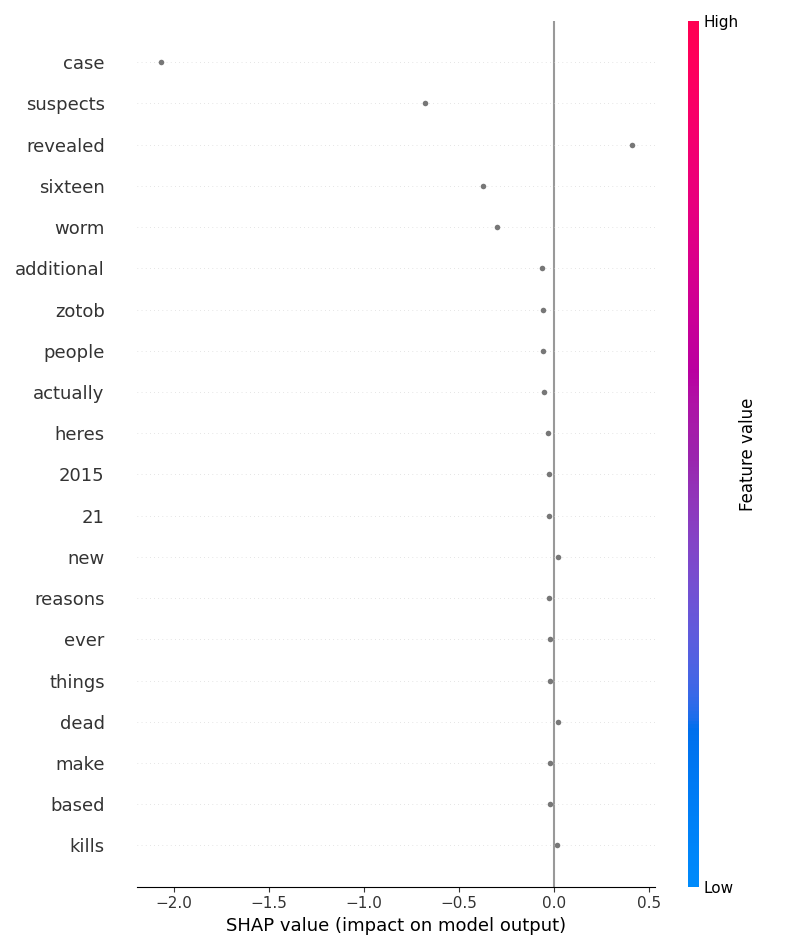 High
case
suspects
revealed
sixteen
worm
additional
zotob
people
actually
heres
2015
21
new
reasons
ever
things
dead
make
based
kills
Feature value
Low
−2.0 −1.5 −1.0 −0.5 0.0 0.5
SHAP value (impact on model output)